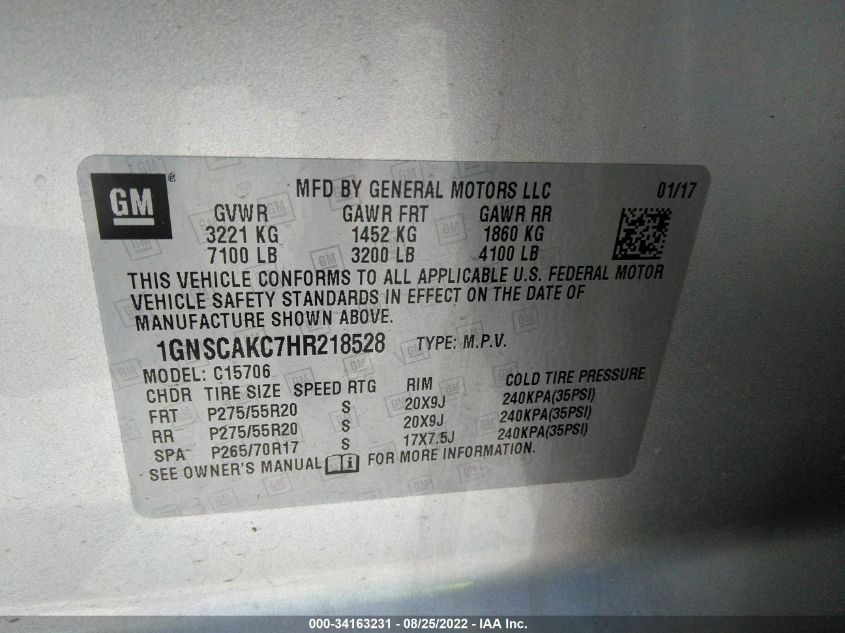 GM ®
MFD BY GENERAL MOTORS LLC 01/17
GVWR GAWR FRT GAWR RR
3221 KG 1452 KG 1860 KG
7100 LB 3200 LB 4100 LB
THIS VEHICLE CONFORMS TO ALL APPLICABLE U.S. FEDERAL MOTOR
VEHICLE SAFETY STANDARDS IN EFFECT ON THE DATE OF
MANUFACTURE SHOWN ABOVE.
1GNSCAKC7HR218528 TYPE: M.P.V.
MODEL: C15706
CHDR TIRE SIZE SPEED RTG RIM COLD TIRE PRESSURE
FRT P275/55R20 S 20X9J 240KPA(35PSI)
RR P275/55R20 S 20X9J 240KPA(35PSI)
SPA P265/70R17 S 17X7.5J 240KPA(35PSI)
SEE OWNER'S MANUAL i FOR MORE INFORMATION.
000-34163231 - 08/25/2022 - IAA Inc.